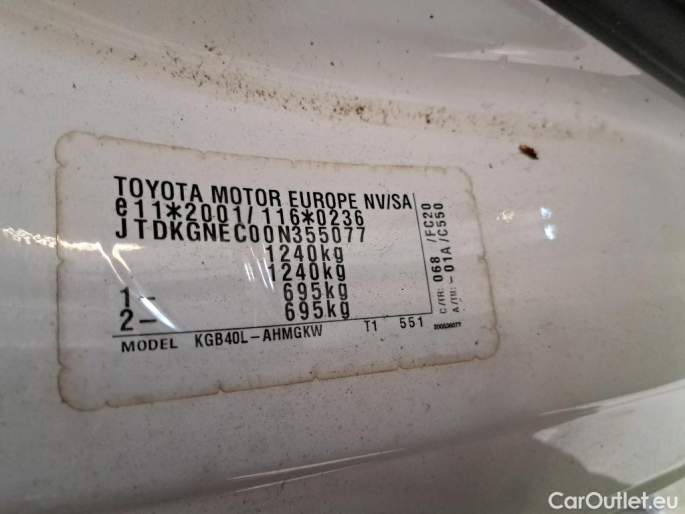 TOYOTA MOTOR EUROPE NV/SA
e11*2001/116*0236
JTDKGNEC00N355077
1240kg
1240kg
1- 695kg
2- 695kg
MODEL KGB40L-AHMGKW T1 551
C/TR: 068 /FC20
A/TM: -01A /C550
CarOutlet.eu